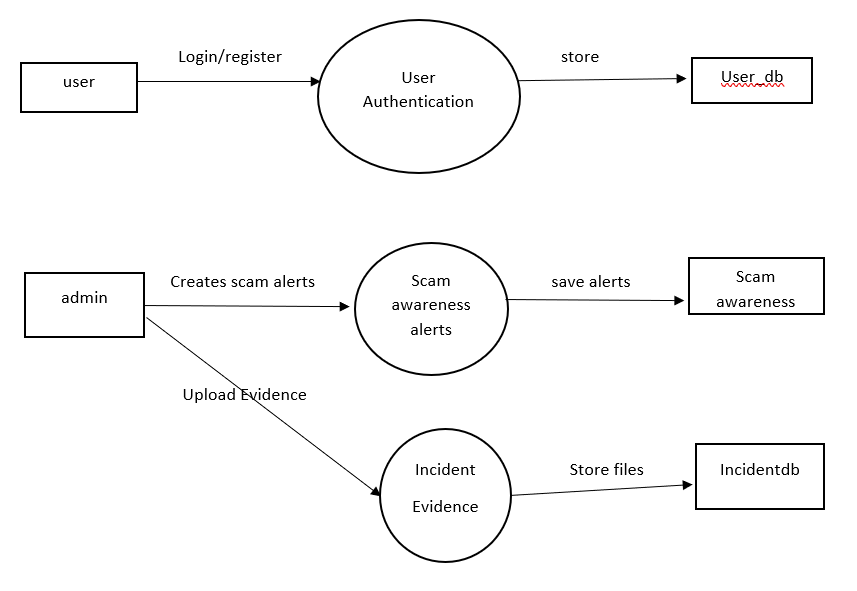 Login/register
store
user
User
Authentication
User_db
Creates scam alerts
save alerts
admin
Scam
awareness
alerts
Scam
awareness
Upload Evidence
Incident
Evidence
Store files
Incidentdb